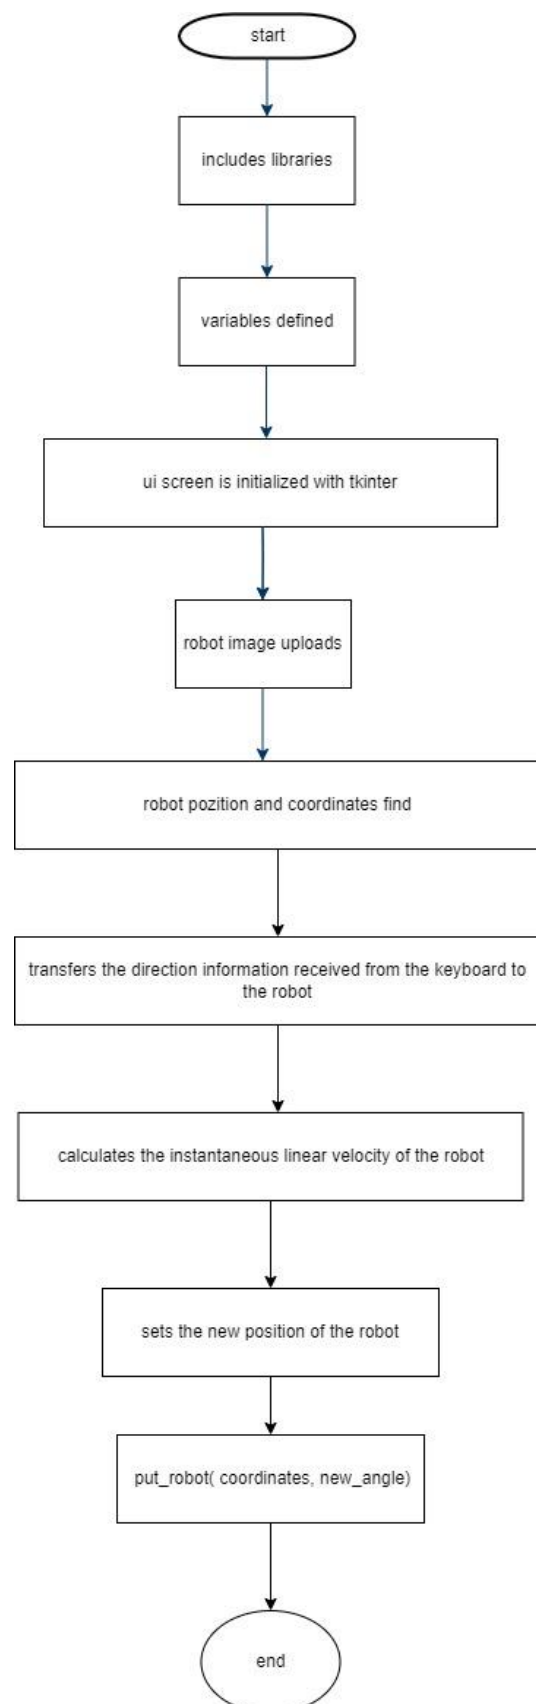 start
includes libraries
variables defined
ui screen is initialized with tkinter
robot image uploads
robot pozition and coordinates find
transfers the direction information received from the keyboard to
the robot
calculates the instantaneous linear velocity of the robot
sets the new position of the robot
put_robot( coordinates, new_angle)
end